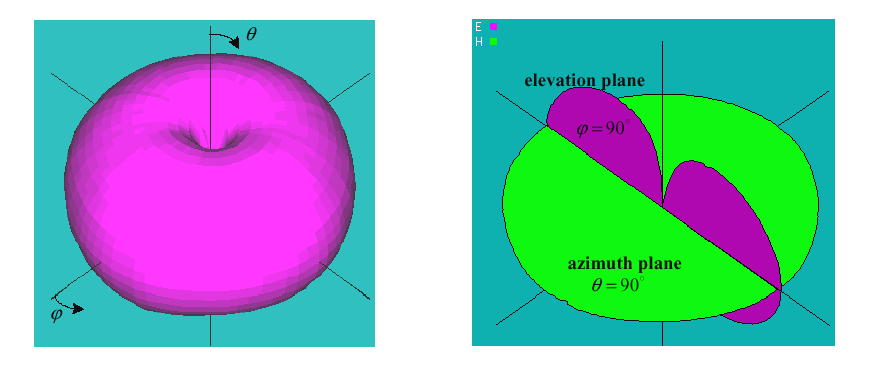 θ
φ
E
H
elevation plane
φ = 90°
azimuth plane
θ = 90°